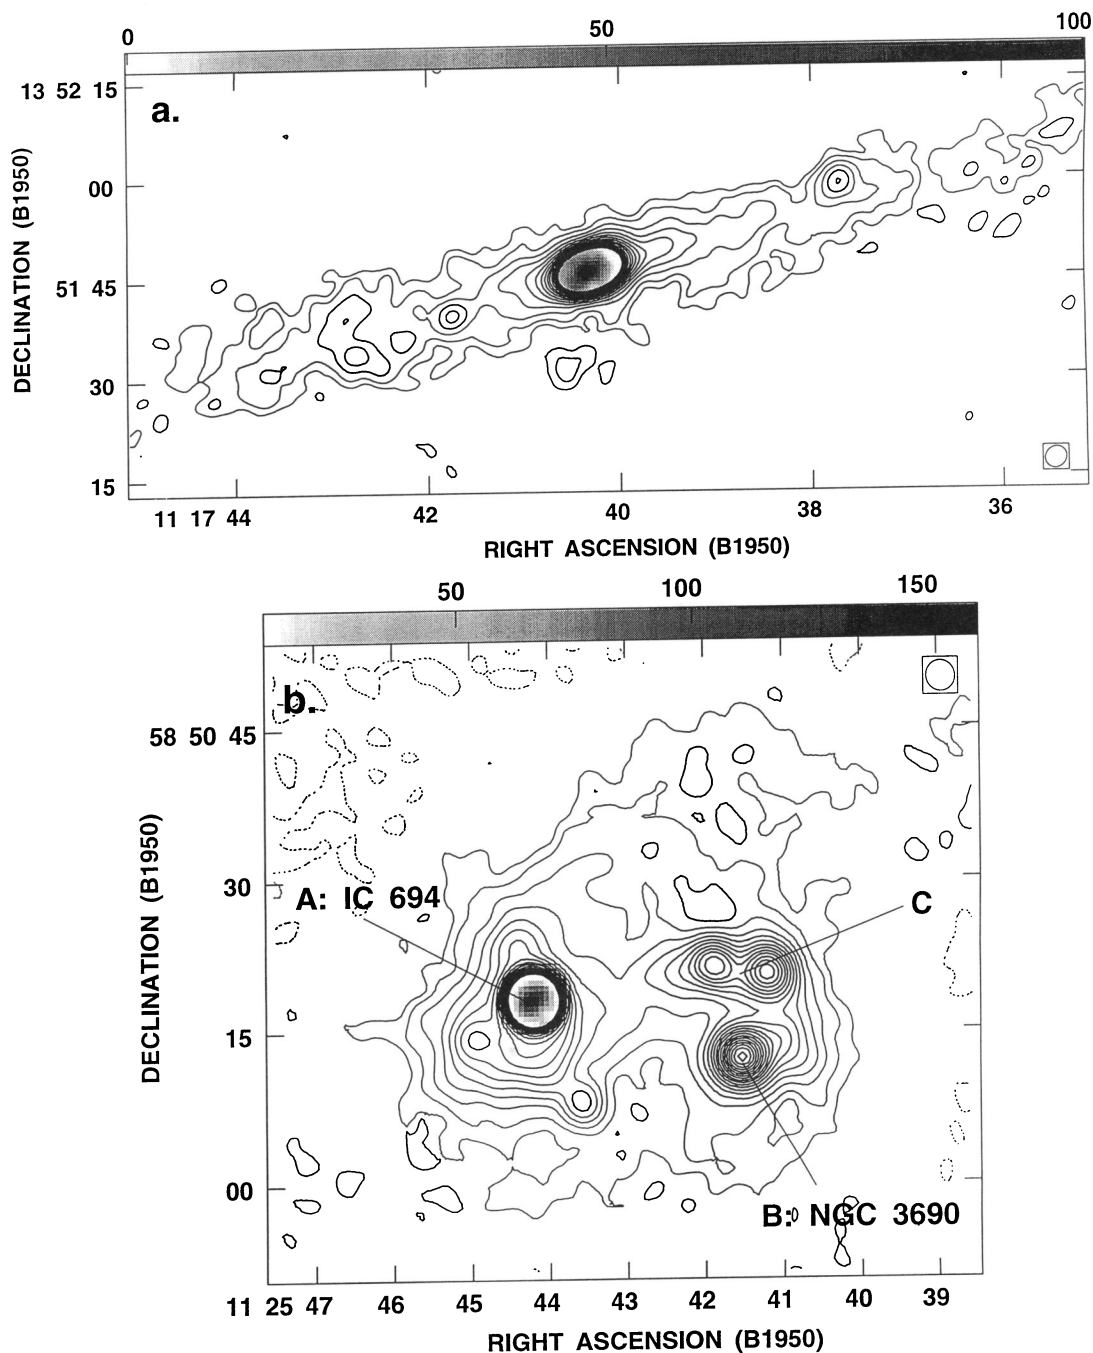 0 50 100
13 52 15
a.
DECLINATION (B1950)
00
51 45
30
15
11 17 44 42 40 38 36
RIGHT ASCENSION (B1950)
50 100 150
b.
58 50 45
DECLINATION (B1950)
30
A: IC 694
C
15
00
B: NGC 3690
11 25 47 46 45 44 43 42 41 40 39
RIGHT ASCENSION (B1950)